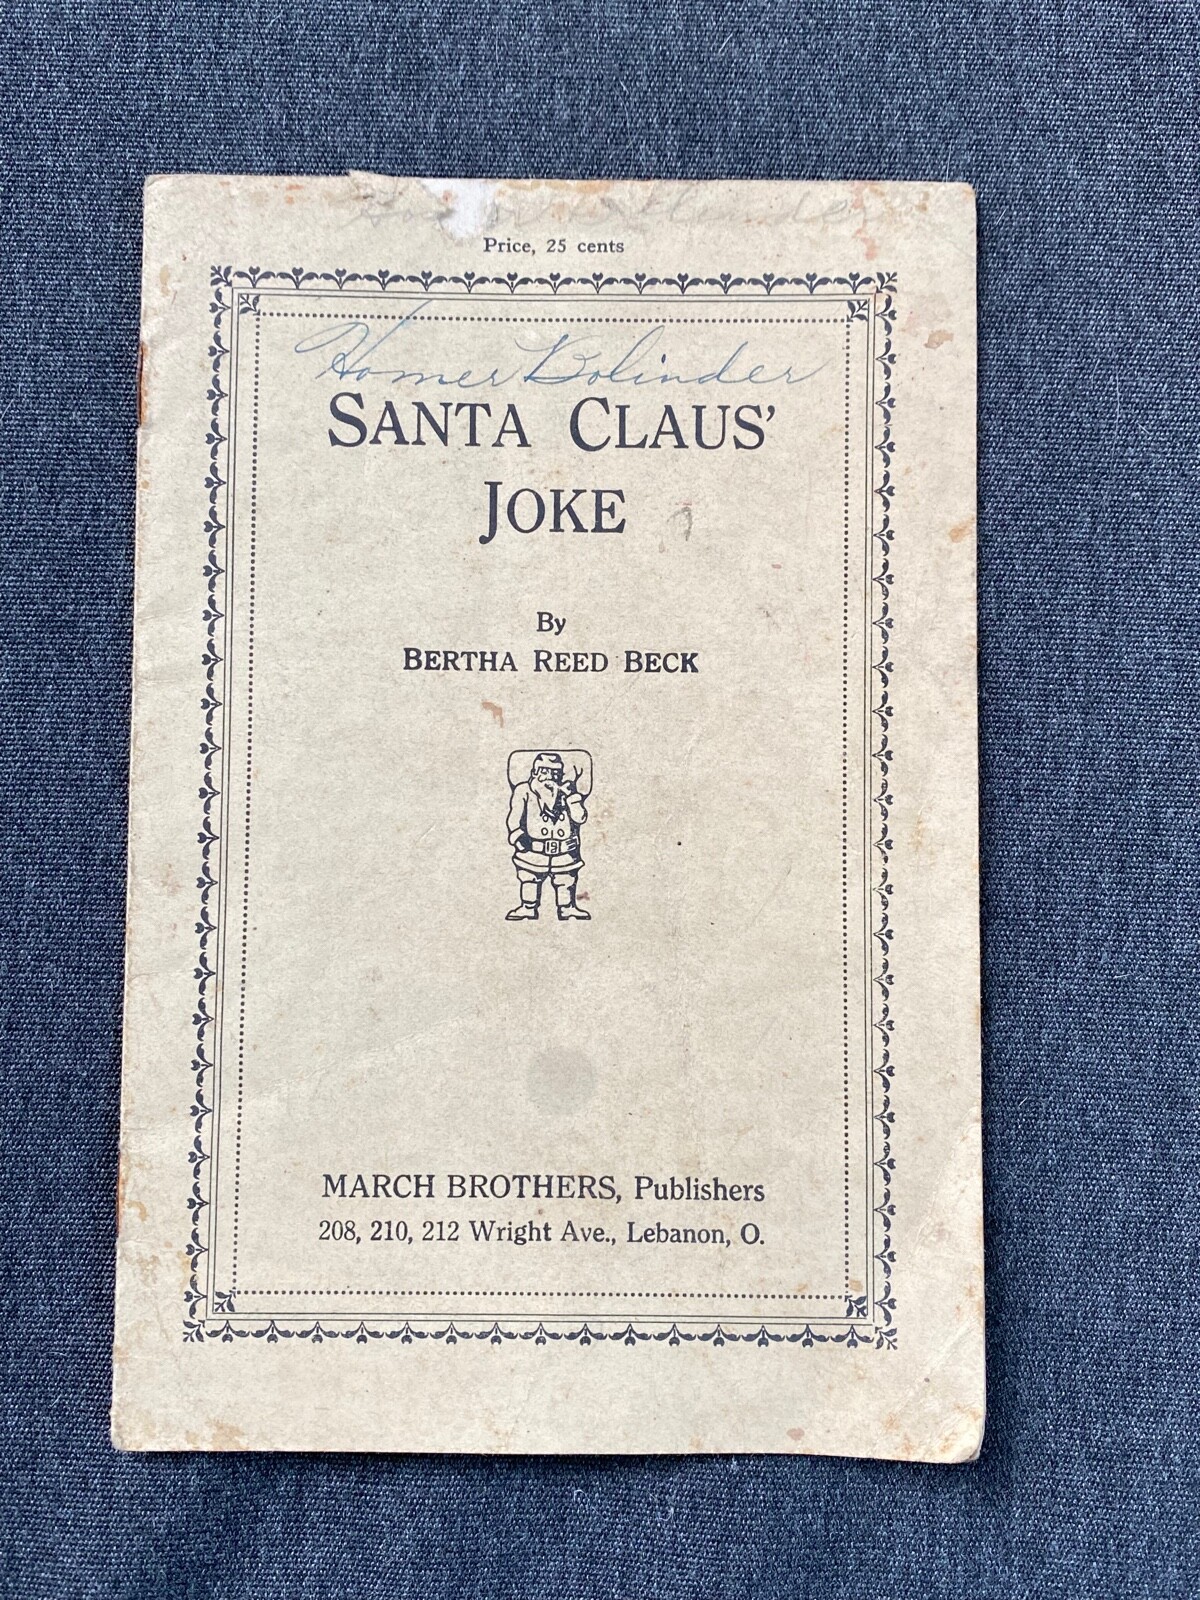 Price, 25 cents
Homer Bolinder
SANTA CLAUS'
JOKE
By
BERTHA REED BECK
MARCH BROTHERS, Publishers
208, 210, 212 Wright Ave., Lebanon, O.